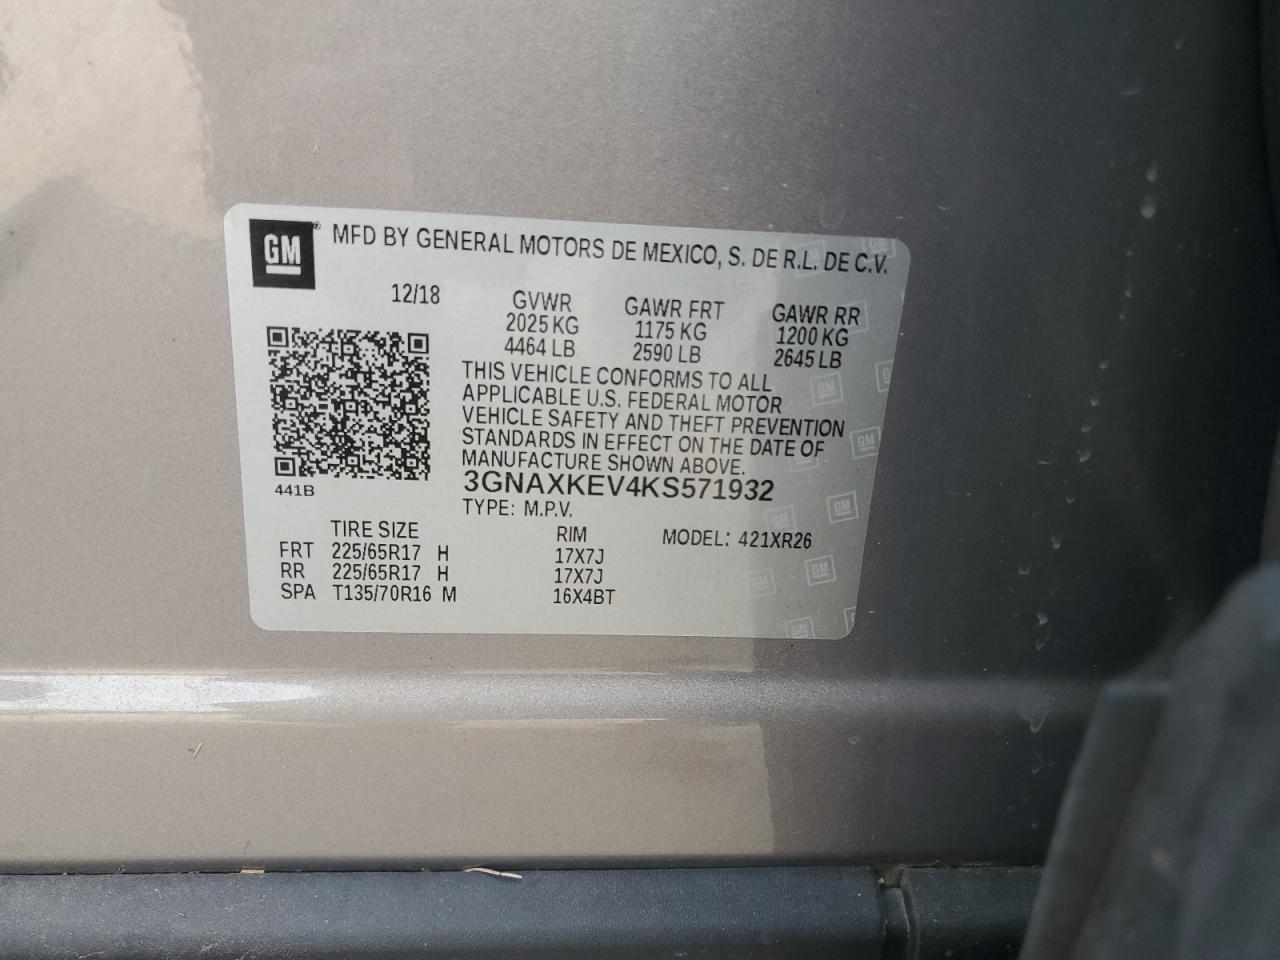 GM® MFD BY GENERAL MOTORS DE MEXICO, S. DE R.L. DE C.V.
12/18 GVWR GAWR FRT GAWR RR
2025 KG 1175 KG 1200 KG
4464 LB 2590 LB 2645 LB
THIS VEHICLE CONFORMS TO ALL
APPLICABLE U.S. FEDERAL MOTOR
VEHICLE SAFETY AND THEFT PREVENTION
STANDARDS IN EFFECT ON THE DATE OF
MANUFACTURE SHOWN ABOVE.
441B 3GNAXKEV4KS571932
TYPE: M.P.V.
TIRE SIZE RIM MODEL: 421XR26
FRT 225/65R17 H 17X7J
RR 225/65R17 H 17X7J
SPA T135/70R16 M 16X4BT